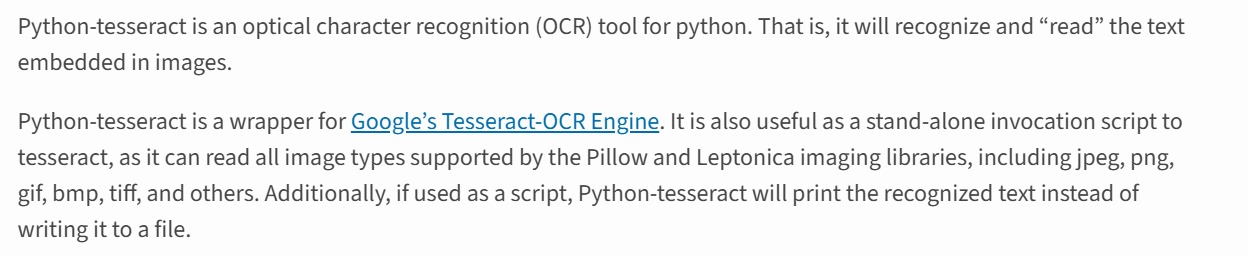 Python-tesseract is an optical character recognition (OCR) tool for python. That is, it will recognize and “read” the text
embedded in images.
Python-tesseract is a wrapper for Google’s Tesseract-OCR Engine. It is also useful as a stand-alone invocation script to
tesseract, as it can read all image types supported by the Pillow and Leptonica imaging libraries, including jpeg, png,
gif, bmp, tiff, and others. Additionally, if used as a script, Python-tesseract will print the recognized text instead of
writing it to a file.